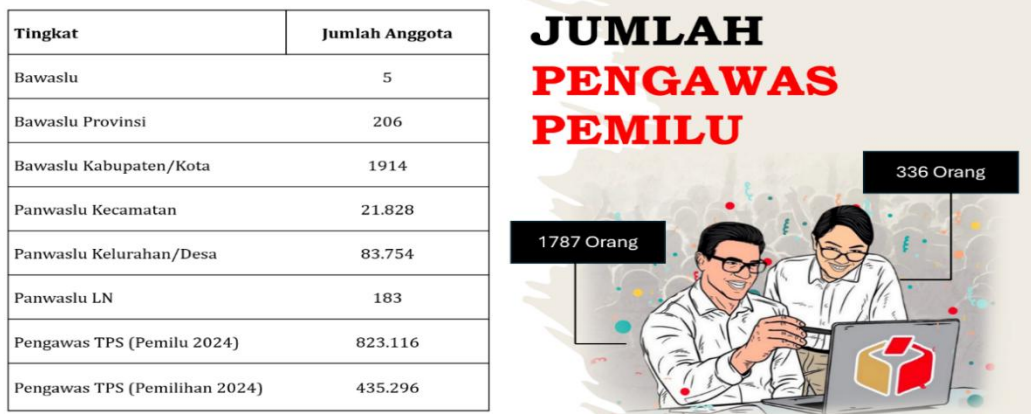 Tingkat Jumlah Anggota
Bawaslu 5
Bawaslu Provinsi 206
Bawaslu Kabupaten/Kota 1914
Panwaslu Kecamatan 21.828
Panwaslu Kelurahan/Desa 83.754
Panwaslu LN 183
Pengawas TPS (Pemilu 2024) 823.116
Pengawas TPS (Pemilihan 2024) 435.296
JUMLAH
PENGAWAS
PEMILU
336 Orang
1787 Orang